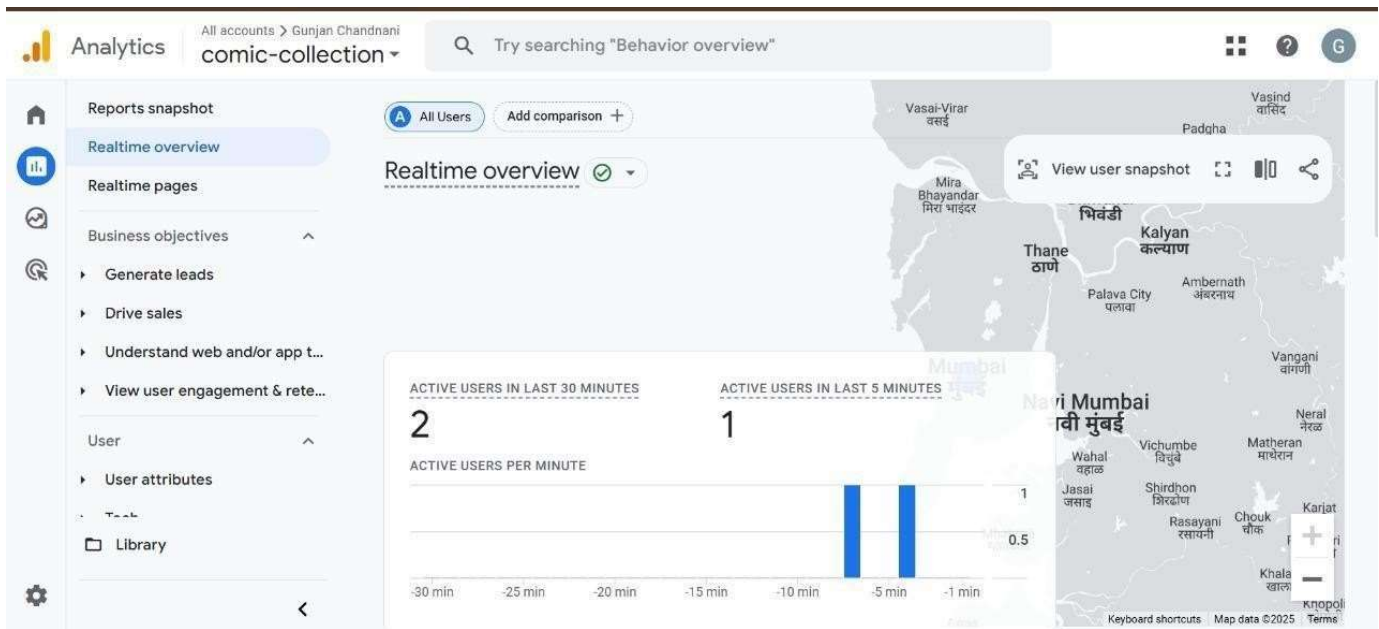 All accounts > Gunjan Chandnani
Analytics
comic-collection
Try searching "Behavior overview"
G
Reports snapshot
Realtime overview
Realtime pages
Business objectives
Generate leads
Drive sales
Understand web and/or app t...
View user engagement & rete...
User
User attributes
Tech
Library
A All Users
Add comparison +
Realtime overview
View user snapshot
ACTIVE USERS IN LAST 30 MINUTES
2
ACTIVE USERS IN LAST 5 MINUTES
1
ACTIVE USERS PER MINUTE
1
0.5
-30 min -25 min -20 min -15 min -10 min -5 min -1 min
Vasai-Virar
वसई
Vasind
वासिंद
Padgha
Mira
Bhayandar
मिरा भाईंदर
भिवंडी
Kalyan
कल्याण
Thane
ठाणे
Ambernath
अंबरनाथ
Palava City
पलावा
Vangani
वांगणी
Mumbai
मुंबई
Navi Mumbai
नवी मुंबई
Neral
नेरळ
Vichumbe
विचुंबे
Matheran
माथेरान
Wahal
वहाळ
Jasai
जसाइ
Shirdhon
शिरढोण
Rasayani
रसायनी
Chouk
चौक
Karjat
Khala
Khopoli
Keyboard shortcuts
Map data ©2025
Terms